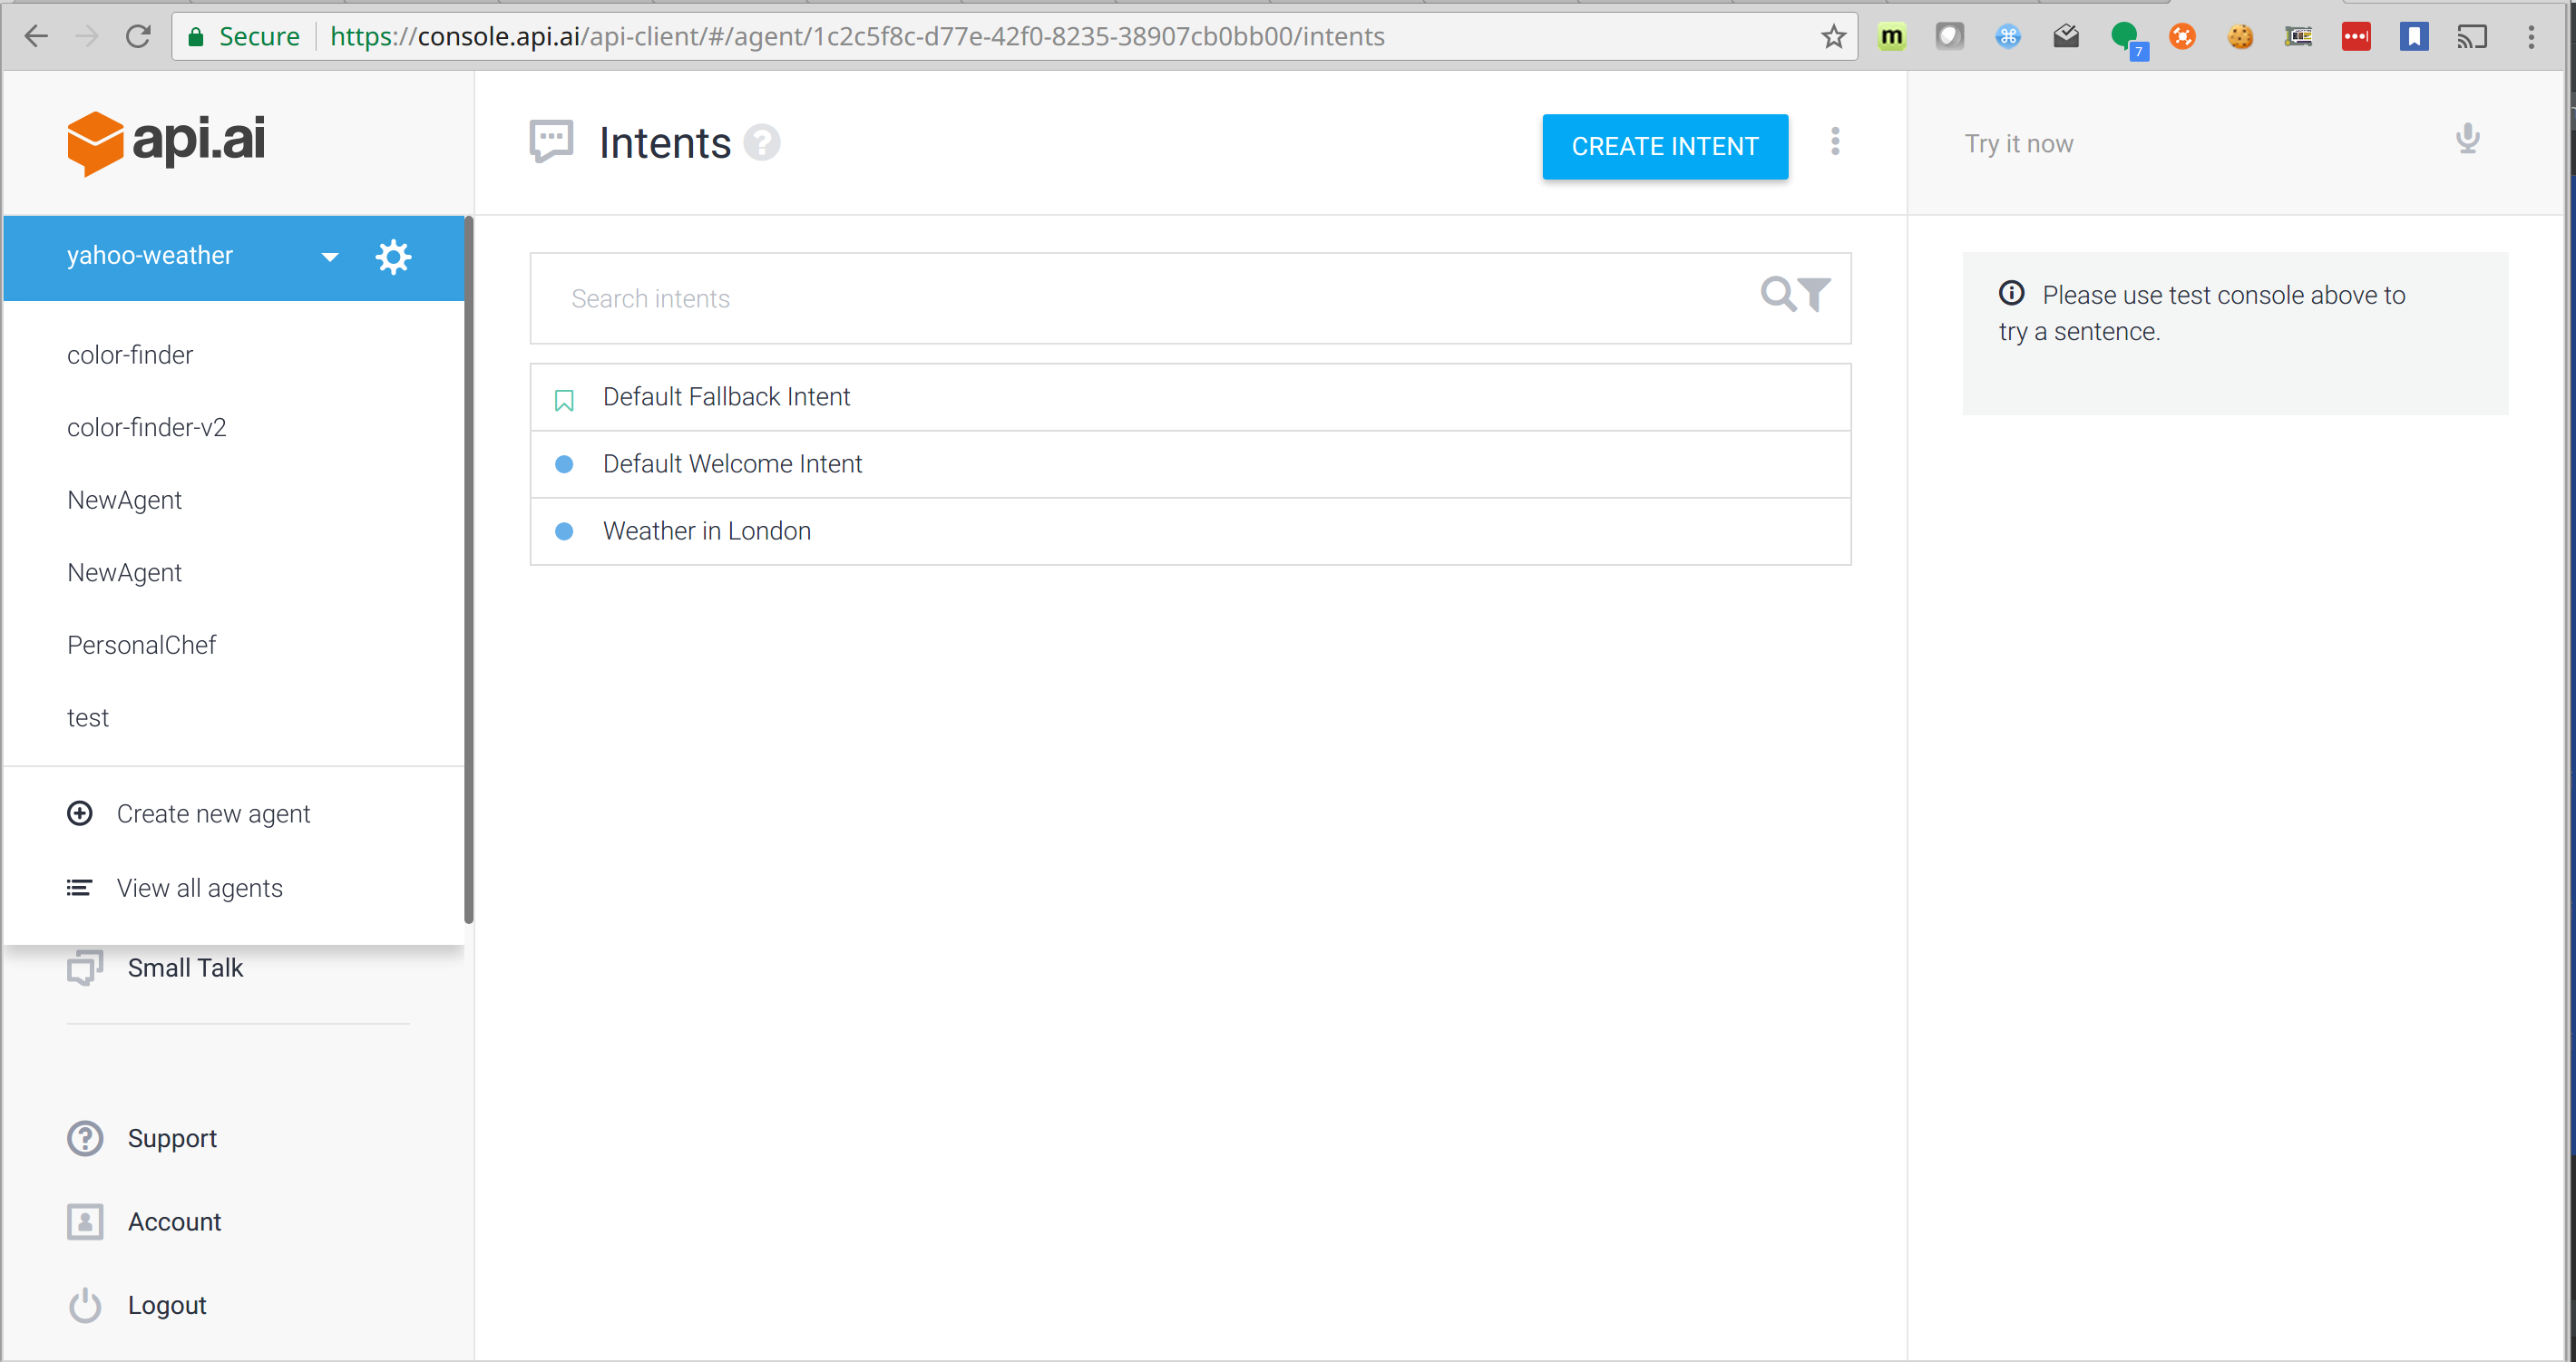 Secure https://console.api.ai/api-client/#/agent/1c2c5f8c-d77e-42f0-8235-38907cb0bb00/intents
m
7
api.ai
yahoo-weather
color-finder
color-finder-v2
NewAgent
NewAgent
PersonalChef
test
Create new agent
View all agents
Small Talk
Support
Account
Logout
Intents ?
CREATE INTENT
Search intents
Default Fallback Intent
Default Welcome Intent
Weather in London
Try it now
Please use test console above to
try a sentence.